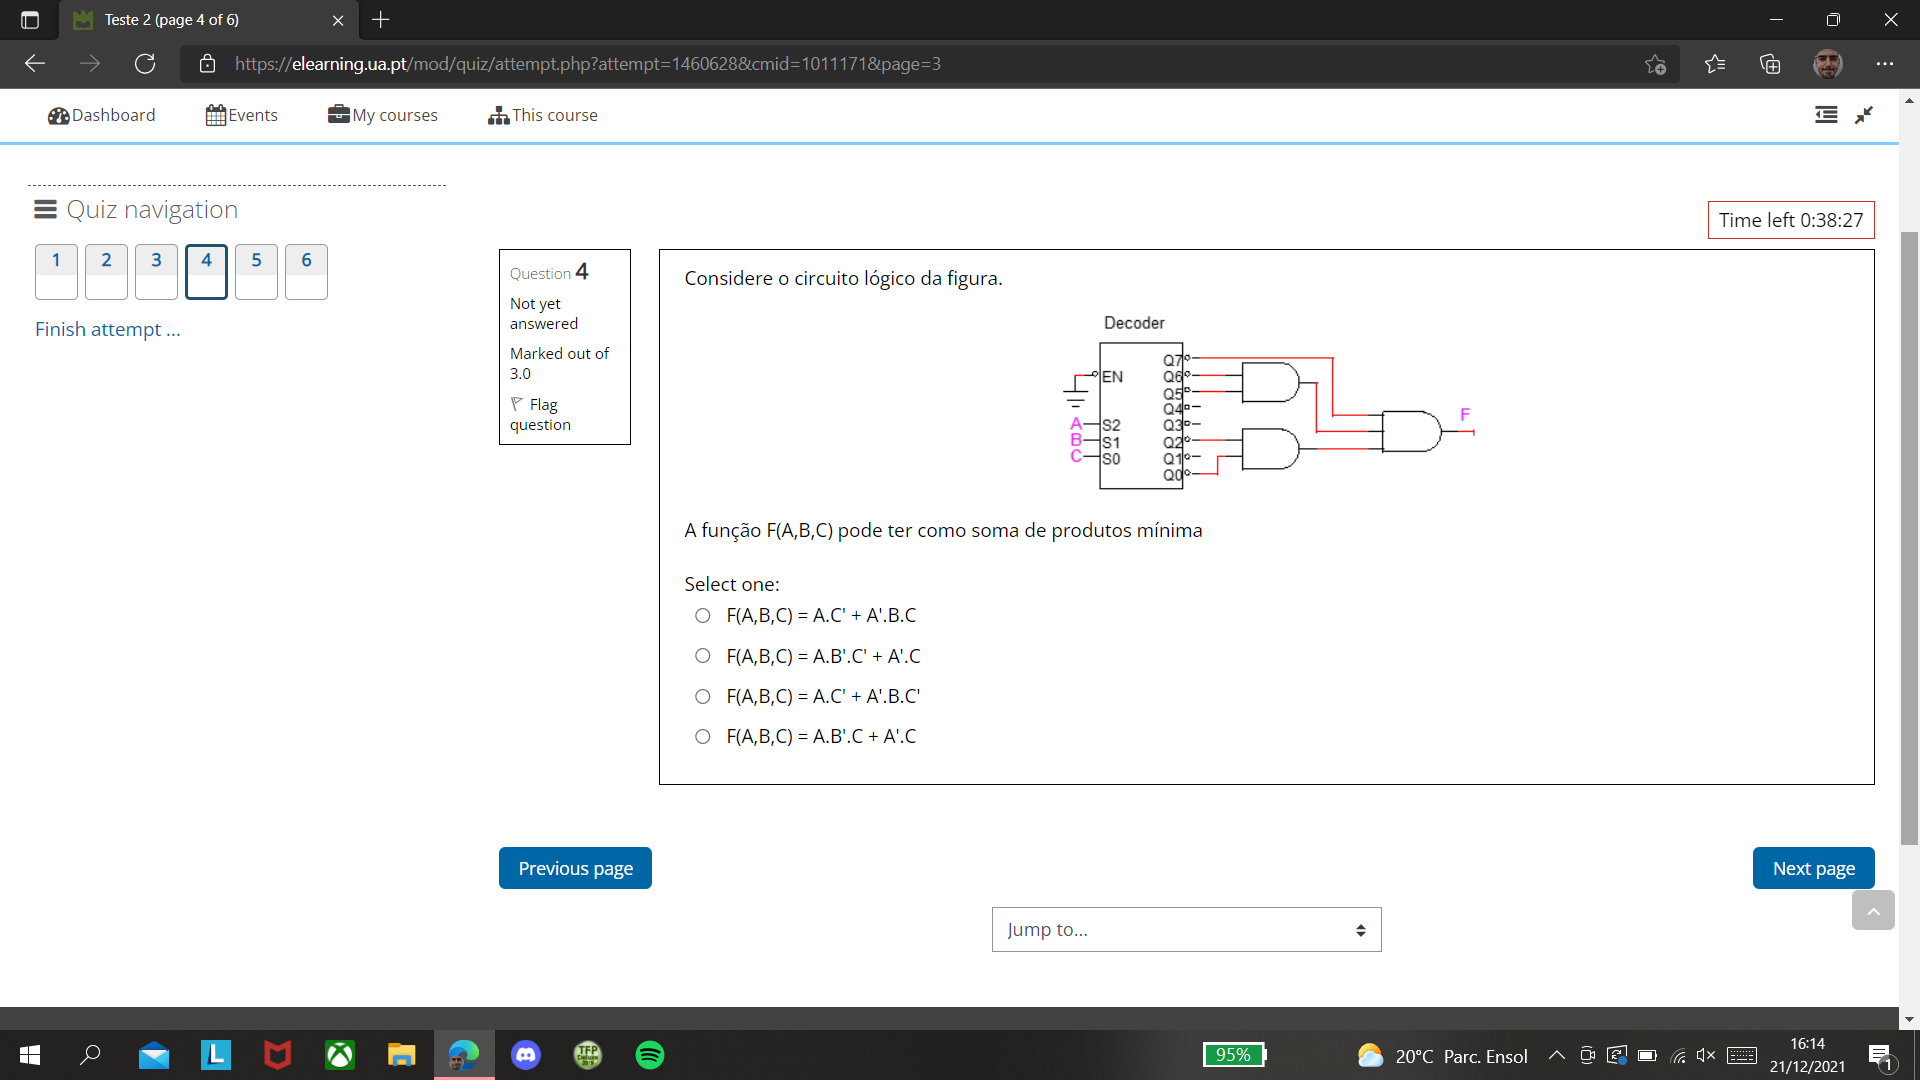 Teste 2 (page 4 of 6)
https://elearning.ua.pt/mod/quiz/attempt.php?attempt=1460628&cmid=1011171&page=3
Dashboard
Events
My courses
This course
Quiz navigation
1 2 3 4 5 6
Finish attempt ...
Time left 0:38:27
Question 4
Not yet
answered
Marked out of
3.0
Flag
question
Considere o circuito lógico da figura.
Decoder
EN
A S2
B S1
C S0
Q7
Q6
Q5
Q4
Q3
Q2
Q1
Q0
F
A função F(A,B,C) pode ter como soma de produtos mínima
Select one:
F(A,B,C) = A.C' + A'.B.C
F(A,B,C) = A.B'.C' + A'.C
F(A,B,C) = A.C' + A'.B.C'
F(A,B,C) = A.B'.C + A'.C
Previous page
Next page
Jump to...
L
TFP
95%
20°C Parc. Ensol
16:14
21/12/2021
1